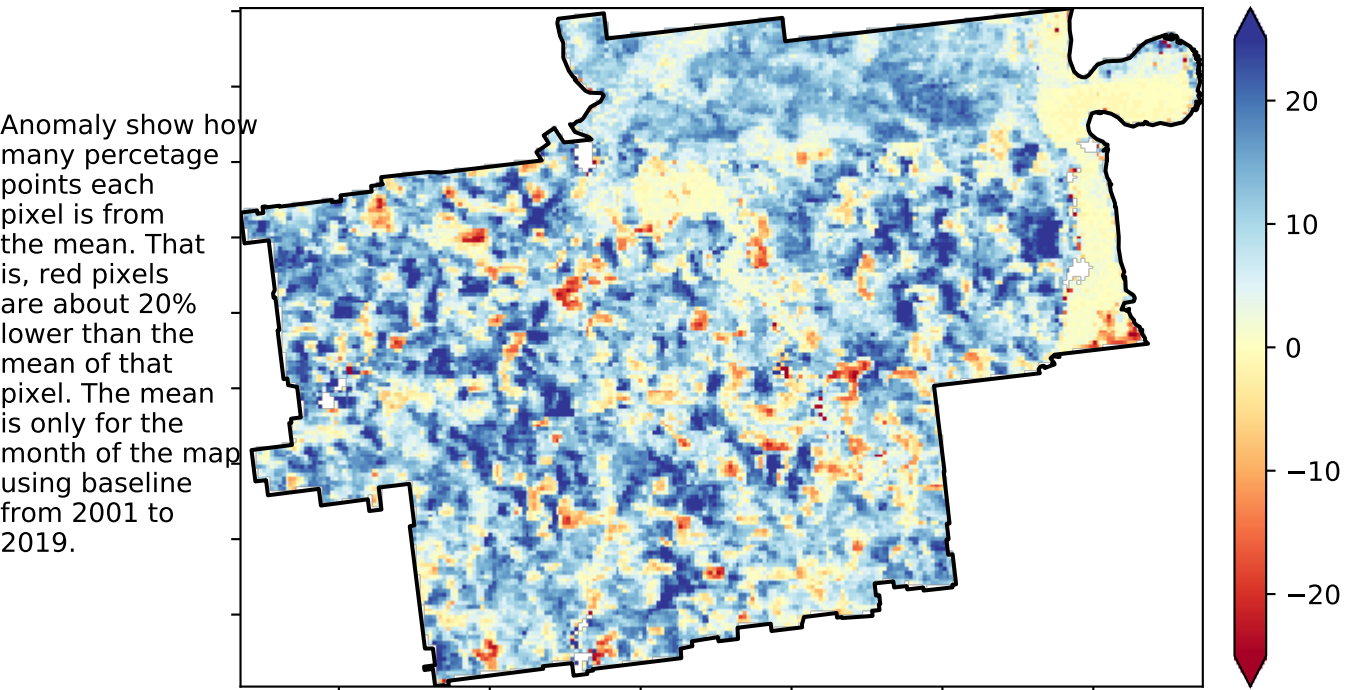 Anomaly show how
many percetage
points each
pixel is from
the mean. That
is, red pixels
are about 20%
lower than the
mean of that
pixel. The mean
is only for the
month of the map
using baseline
from 2001 to
2019.
20
10
0
−10
−20